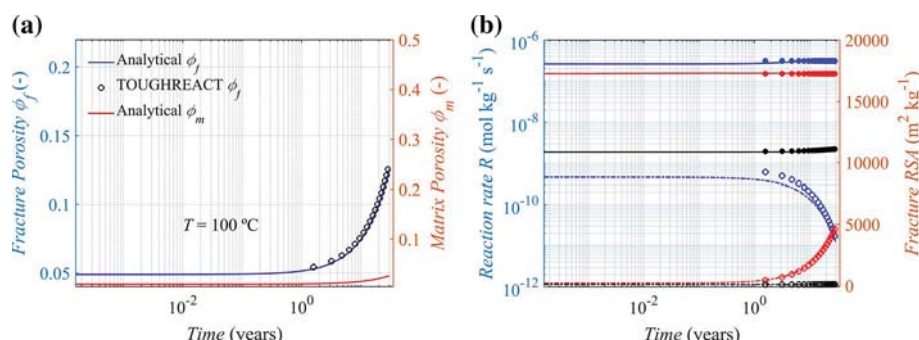 (a)
Fracture Porosity ϕf (-)
0.2
0.15
0.1
0.05
Analytical ϕf
TOUGHREACT ϕf
Analytical ϕm
T = 100 ºC
0.5
0.4
0.3
0.2
0.1
Matrix Porosity ϕm (-)
10-2
100
Time (years)
(b)
Reaction rate R (mol kg-1 s-1)
10-6
10-8
10-10
10-12
20000
15000
10000
5000
0
Fracture RSA (m2 kg-1)
10-2
100
Time (years)